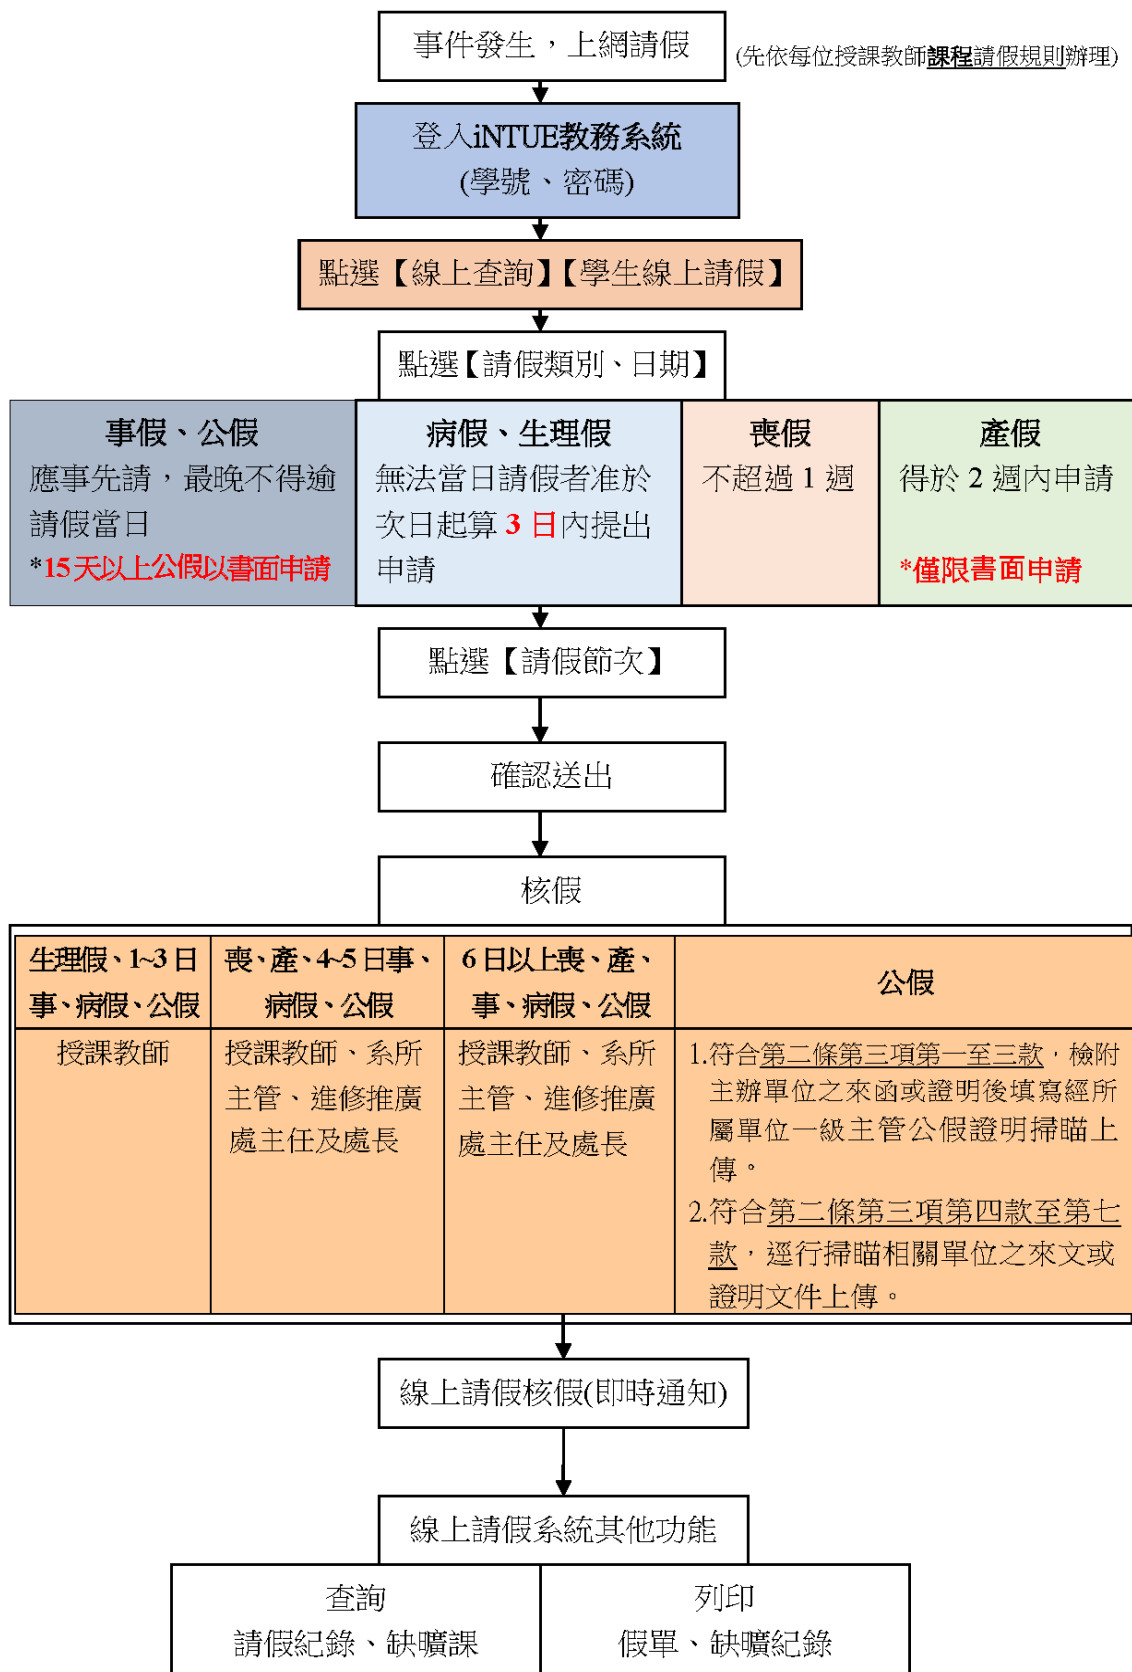 事件發生，上網請假
(先依每位授課教師課程請假規則辦理)
登入iNTUE教務系統
(學號、密碼)
點選【線上查詢】【學生線上請假】
點選【請假類別、日期】
事假、公假
應事先請，最晚不得逾
請假當日
*15天以上公假以書面申請
病假、生理假
無法當日請假者准於
次日起算 3 日內提出
申請
喪假
不超過 1 週
產假
得於 2 週內申請
*僅限書面申請
點選【請假節次】
確認送出
核假
生理假、1~3 日
事、病假、公假
喪、產、4~5 日事、
病假、公假
6 日以上喪、產、
事、病假、公假
公假
授課教師
授課教師、系所
主管、進修推廣
處主任及處長
授課教師、系所
主管、進修推廣
處主任及處長
1.符合第二條第三項第一至三款，檢附
主辦單位之來函或證明後填寫經所
屬單位一級主管公假證明掃瞄上
傳。
2.符合第二條第三項第四款至第七
款，逕行掃瞄相關單位之來文或
證明文件上傳。
線上請假核假(即時通知)
線上請假系統其他功能
查詢
請假紀錄、缺曠課
列印
假單、缺曠紀錄